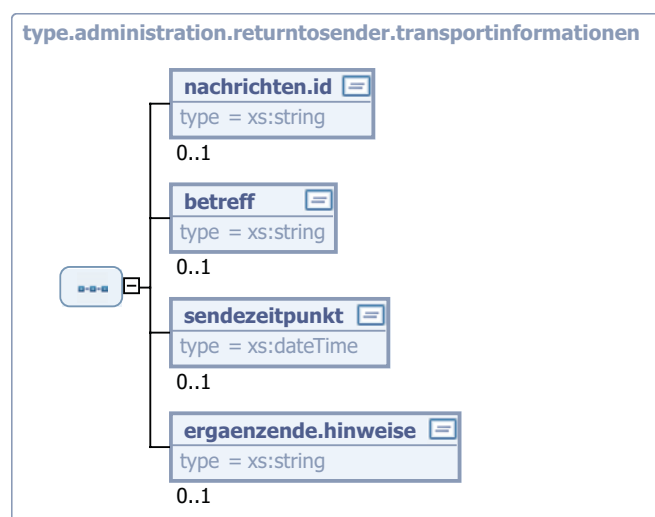 type.administration.returntosender.transportinformationen
nachrichten.id
type = xs:string
0..1
betreff
type = xs:string
0..1
sendezeitpunkt
type = xs:dateTime
0..1
ergaenzende.hinweise
type = xs:string
0..1